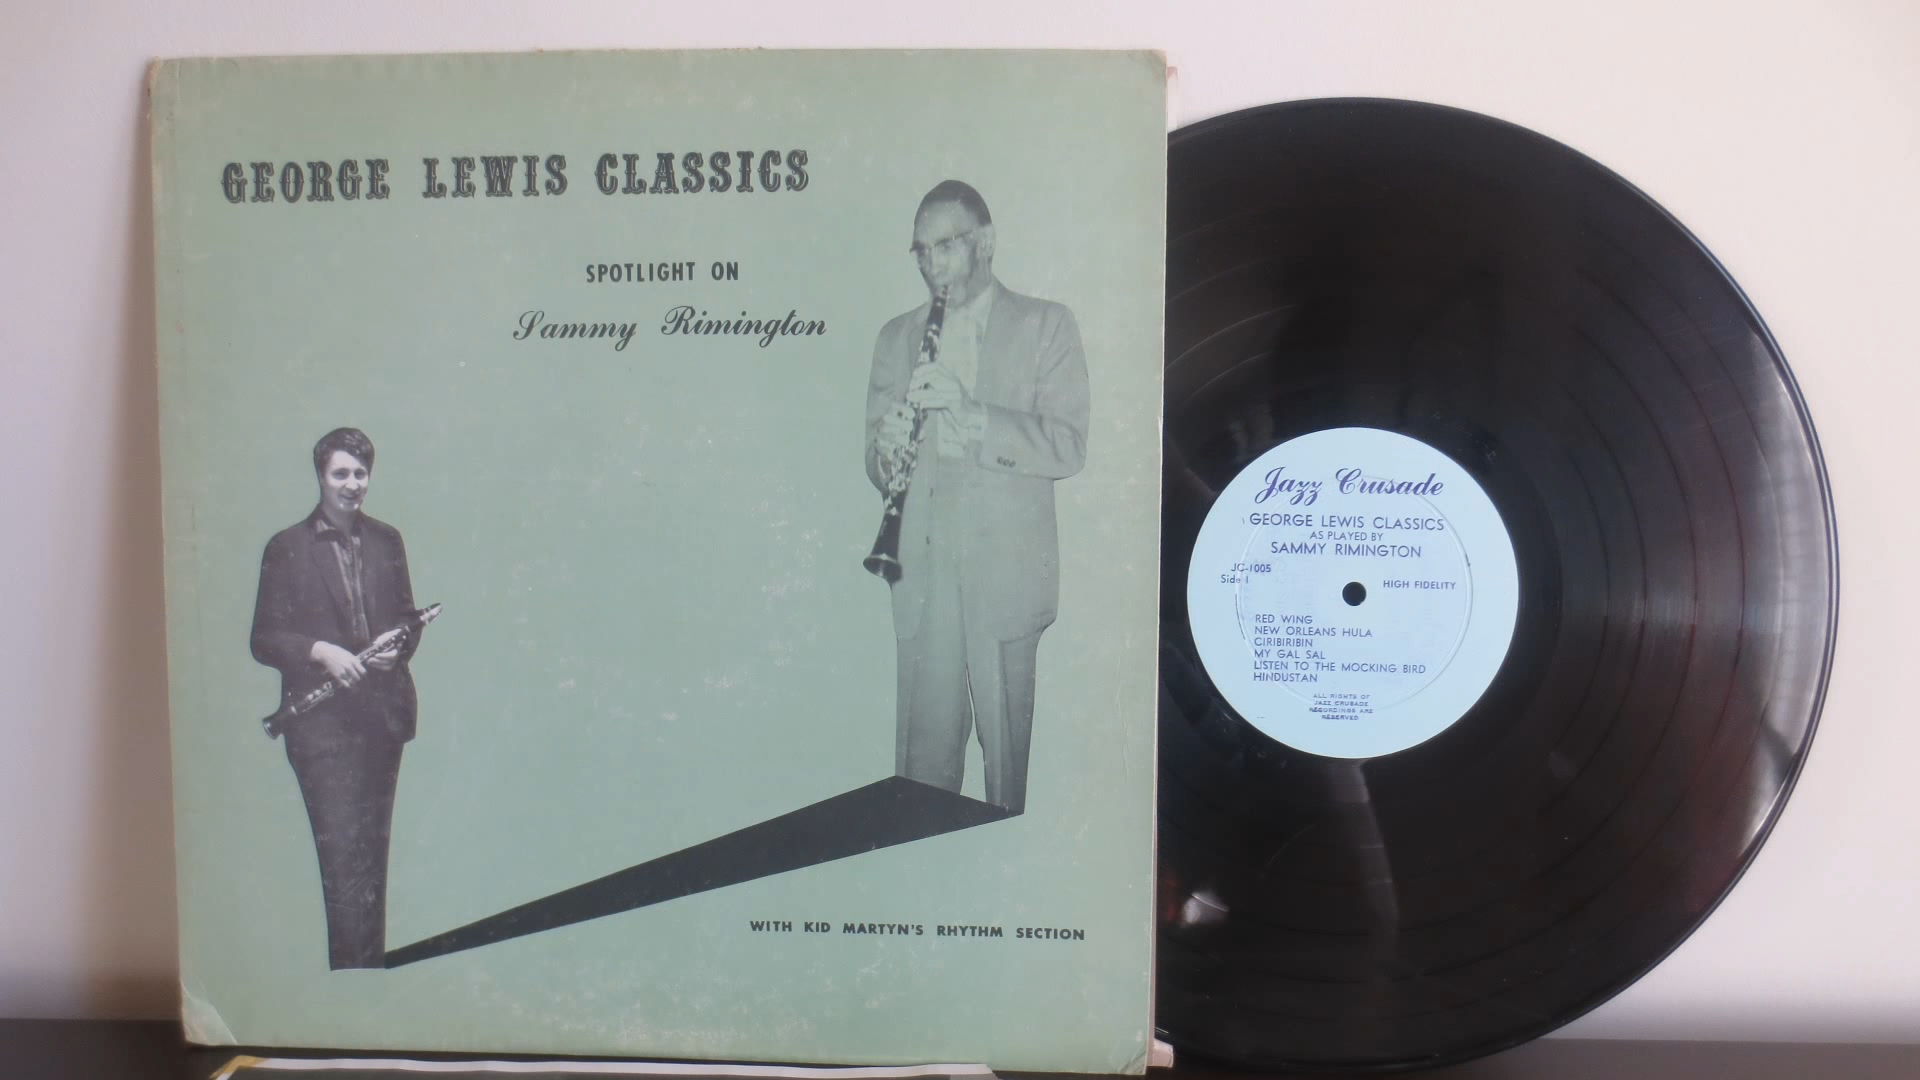 GEORGE LEWIS CLASSICS
SPOTLIGHT ON
Sammy Rimington
WITH KID MARTYN'S RHYTHM SECTION
Jazz Crusade
GEORGE LEWIS CLASSICS
AS PLAYED BY
SAMMY RIMINGTON
JC-1005
Side 1
HIGH FIDELITY
RED WING
NEW ORLEANS HULA
CIRIBIRIBIN
MY GAL SAL
LISTEN TO THE MOCKING BIRD
HINDUSTAN
ALL RIGHTS OF
JAZZ CRUSADE
RECORDINGS ARE
RESERVED